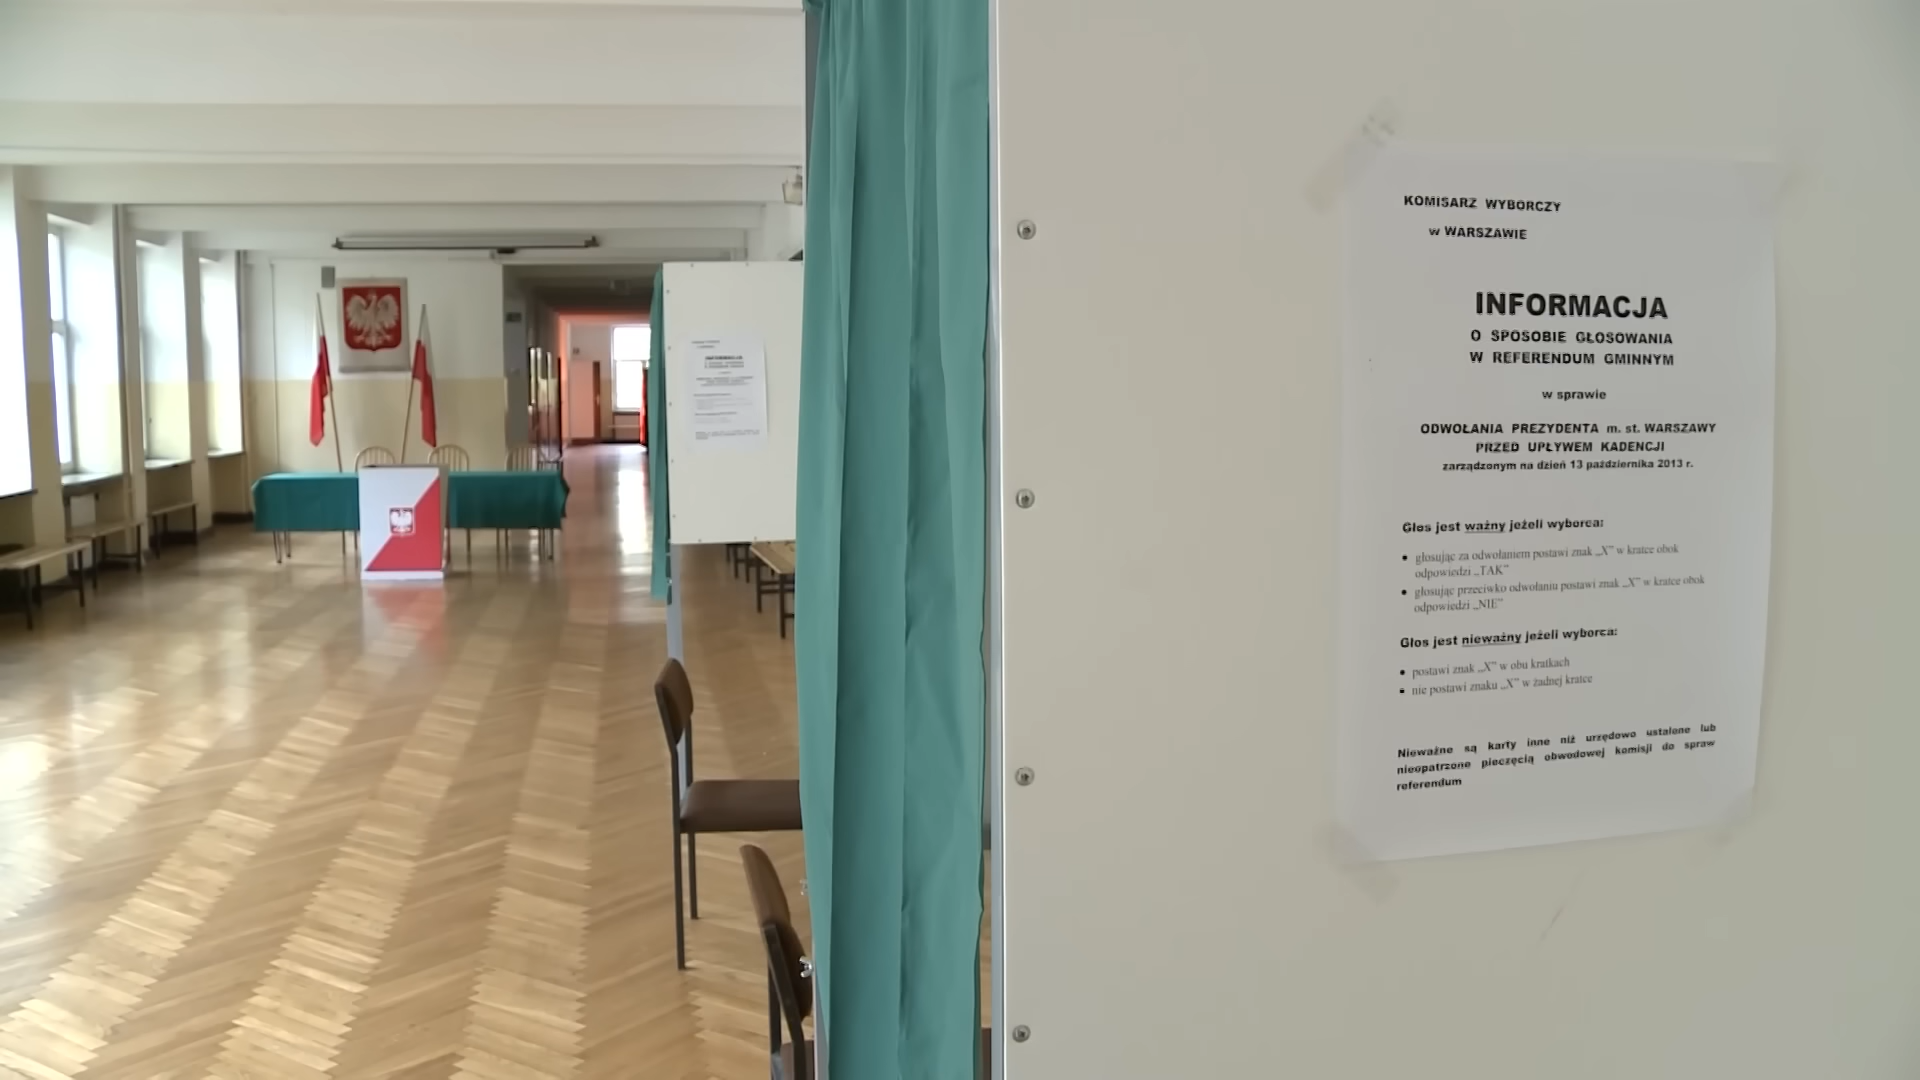 KOMISARZ WYBORCZY
w WARSZAWIE
INFORMACJA
O SPOSOBIE GŁOSOWANIA
W REFERENDUM GMINNYM
w sprawie
ODWOŁANIA PREZYDENTA m. st. WARSZAWY
PRZED UPŁYWEM KADENCJI
zarządzonym na dzień 13 października 2013 r.
Głos jest ważny jeżeli wyborca:
• głosując za odwołaniem postawi znak „X” w kratce obok
odpowiedzi „TAK”
• głosując przeciwko odwołaniu postawi znak „X” w kratce obok
odpowiedzi „NIE”
Głos jest nieważny jeżeli wyborca:
• postawi znak „X” w obu kratkach
• nie postawi znaku „X” w żadnej kratce
Nieważne są karty inne niż urzędowo ustalone lub
nieopatrzone pieczęcią obwodowej komisji do spraw
referendum
INFORMACJA